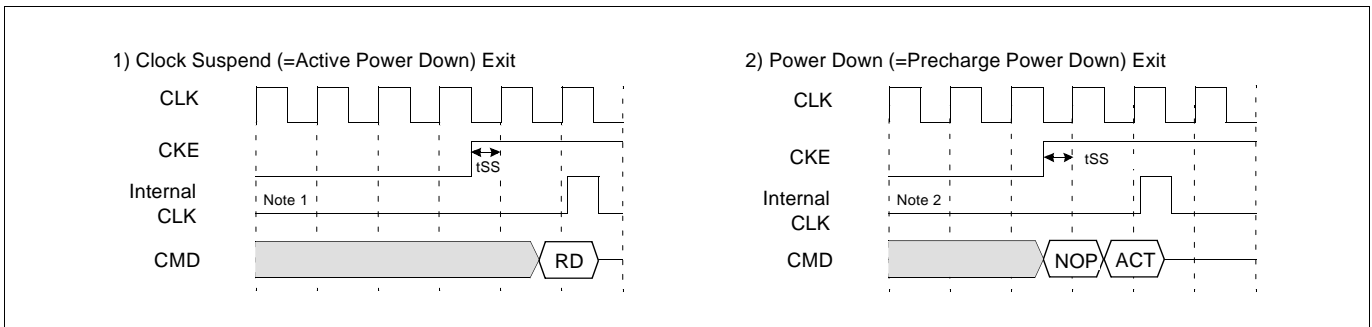 1) Clock Suspend (=Active Power Down) Exit
CLK
CKE
tSS
Internal
CLK
Note 1
CMD
RD
2) Power Down (=Precharge Power Down) Exit
CLK
CKE
tSS
Internal
CLK
Note 2
CMD
NOP
ACT